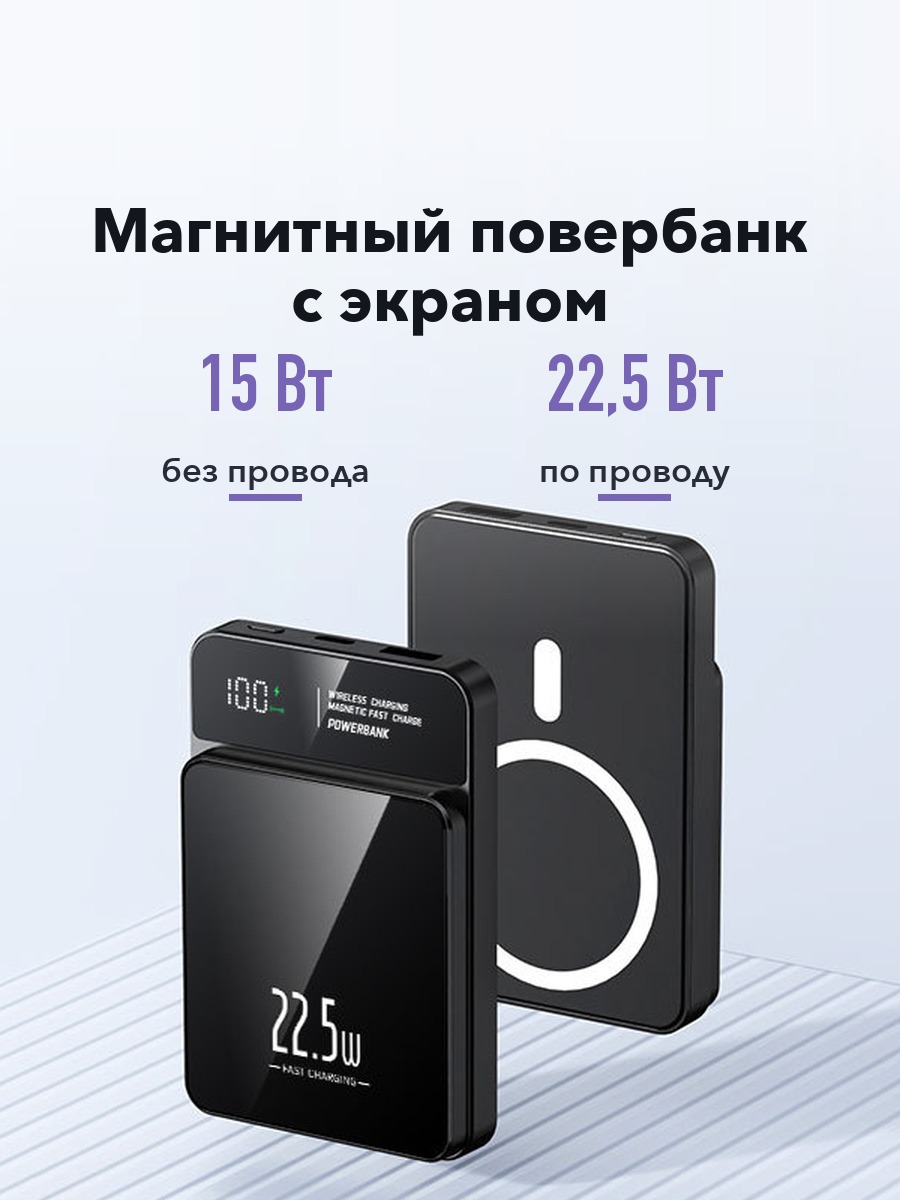 Магнитный повербанк
с экраном
15 Вт
22,5 Вт
без провода
по проводу
100
WIRELESS CHARGING
MAGNETIC FAST CHARGE
POWERBANK
22.5W
FAST CHARGING